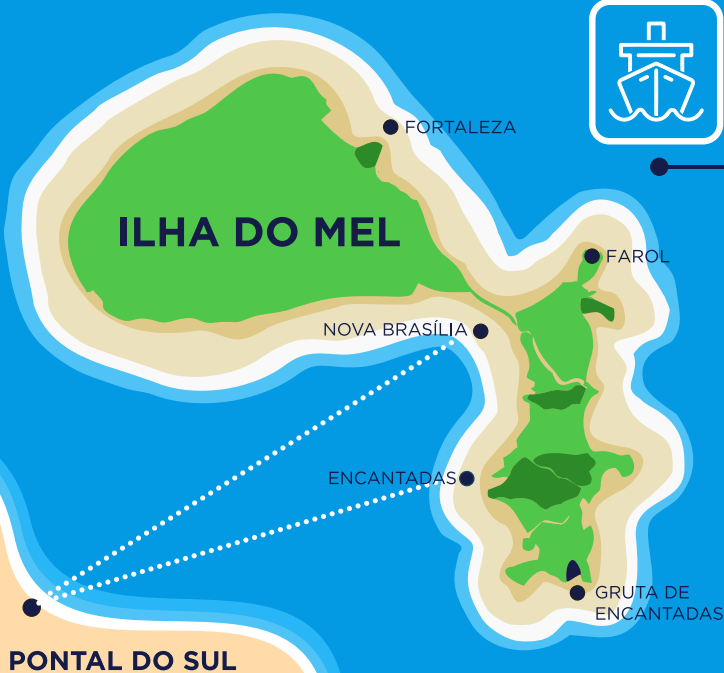 FORTALEZA
ILHA DO MEL
FAROL
NOVA BRASÍLIA
ENCANTADAS
GRUTA DE
ENCANTADAS
PONTAL DO SUL